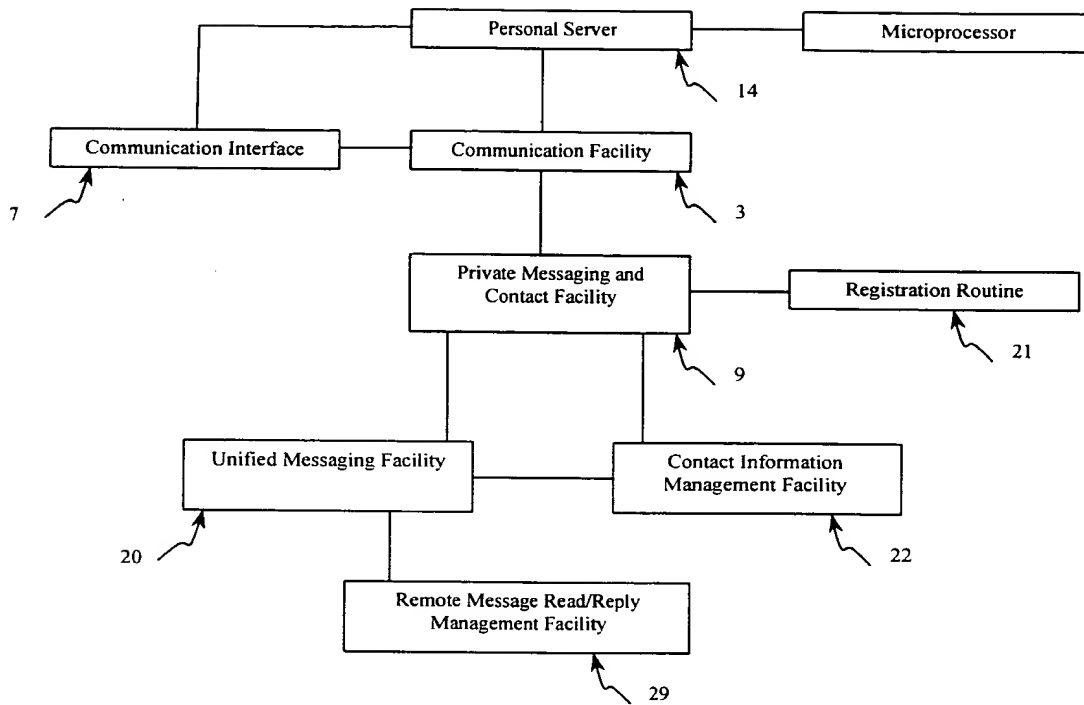 Personal Server
Microprocessor
14
Communication Interface
Communication Facility
7
3
Private Messaging and
Contact Facility
Registration Routine
9
21
Unified Messaging Facility
Contact Information
Management Facility
20
22
Remote Message Read/Reply
Management Facility
29